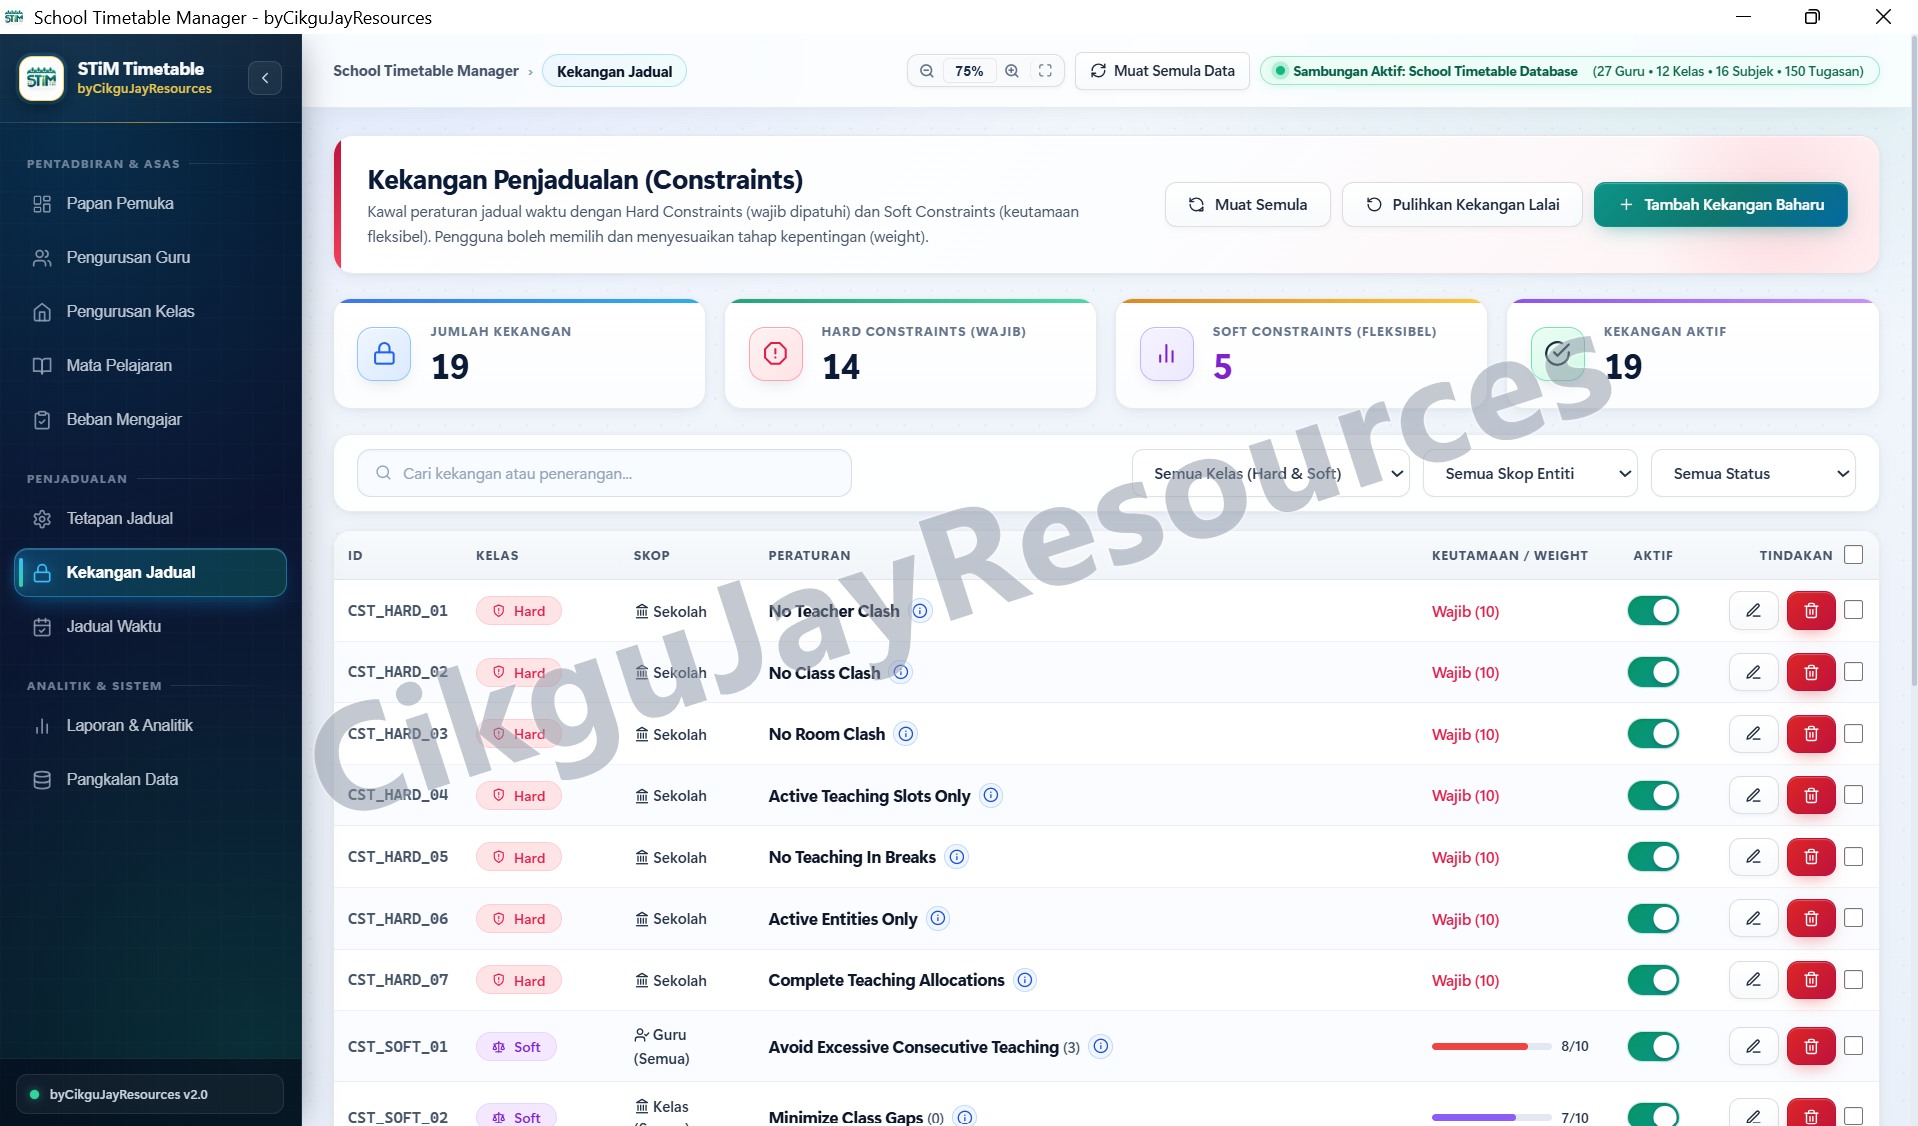 School Timetable Manager - byCikguJayResources
STiM Timetable
byCikguJayResources
PENTADBIRAN & ASAS
Papan Pemuka
Pengurusan Guru
Pengurusan Kelas
Mata Pelajaran
Beban Mengajar
PENJADUALAN
Tetapan Jadual
Kekangan Jadual
Jadual Waktu
ANALITIK & SISTEM
Laporan & Analitik
Pangkalan Data
byCikguJayResources v2.0
School Timetable Manager › Kekangan Jadual
75%
Muat Semula Data
Sambungan Aktif: School Timetable Database (27 Guru • 12 Kelas • 16 Subjek • 150 Tugasan)
Kekangan Penjadualan (Constraints)
Kawal peraturan jadual waktu dengan Hard Constraints (wajib dipatuhi) dan Soft Constraints (keutamaan
fleksibel). Pengguna boleh memilih dan menyesuaikan tahap kepentingan (weight).
Muat Semula
Pulihkan Kekangan Lalai
+ Tambah Kekangan Baharu
JUMLAH KEKANGAN
19
HARD CONSTRAINTS (WAJIB)
14
SOFT CONSTRAINTS (FLEKSIBEL)
5
KEKANGAN AKTIF
19
Cari kekangan atau penerangan...
Semua Kelas (Hard & Soft)
Semua Skop Entiti
Semua Status
ID KELAS SKOP PERATURAN KEUTAMAAN / WEIGHT AKTIF TINDAKAN
CST_HARD_01 Hard Sekolah No Teacher Clash Wajib (10)
CST_HARD_02 Hard Sekolah No Class Clash Wajib (10)
CST_HARD_03 Hard Sekolah No Room Clash Wajib (10)
CST_HARD_04 Hard Sekolah Active Teaching Slots Only Wajib (10)
CST_HARD_05 Hard Sekolah No Teaching In Breaks Wajib (10)
CST_HARD_06 Hard Sekolah Active Entities Only Wajib (10)
CST_HARD_07 Hard Sekolah Complete Teaching Allocations Wajib (10)
CST_SOFT_01 Soft Guru (Semua) Avoid Excessive Consecutive Teaching (3) 8/10
CST_SOFT_02 Soft Kelas Minimize Class Gaps (0) 7/10
CikguJayResources